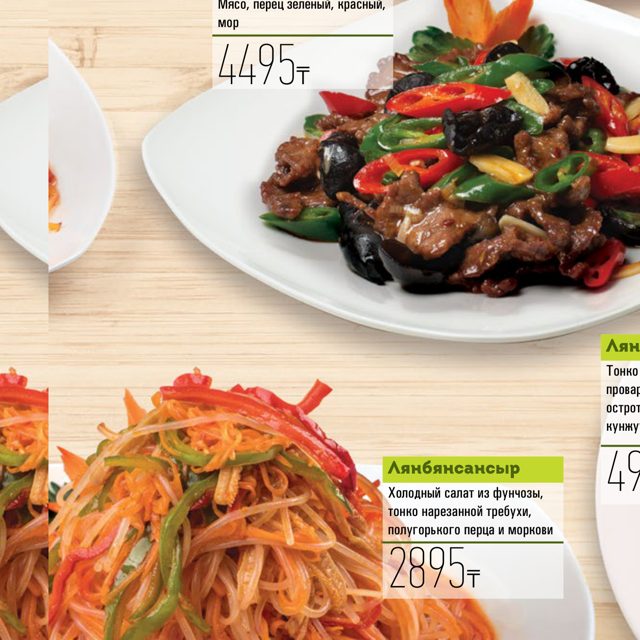 Мясо, перец зеленый, красный,
мор
4495₸
Лянбянсансыр
Холодный салат из фунчозы,
тонко нарезанной требухи,
полугорького перца и моркови
2895₸
Лян
Тонко
провар
острот
кунжу
49